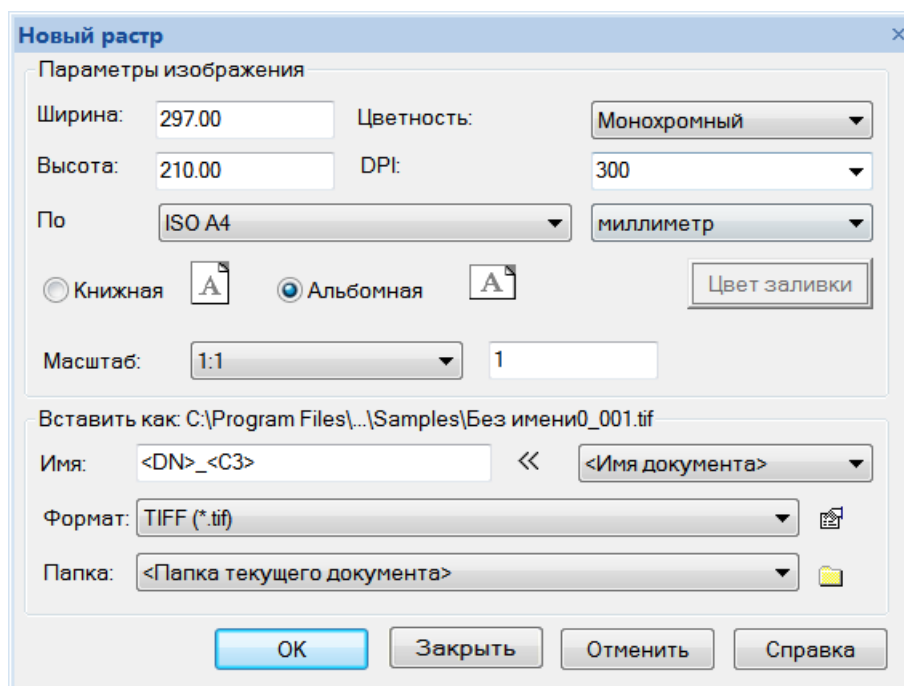 Новый растр
Параметры изображения
Ширина: 297.00 Цветность: Монохромный
Высота: 210.00 DPI: 300
По ISO A4 миллиметр
Книжная A Альбомная A Цвет заливки
Масштаб: 1:1 1
Вставить как: C:\Program Files\...\Samples\Без имени0_001.tif
Имя: <DN>_<C3> << <Имя документа>
Формат: TIFF (*.tif)
Папка: <Папка текущего документа>
OK Закрыть Отменить Справка